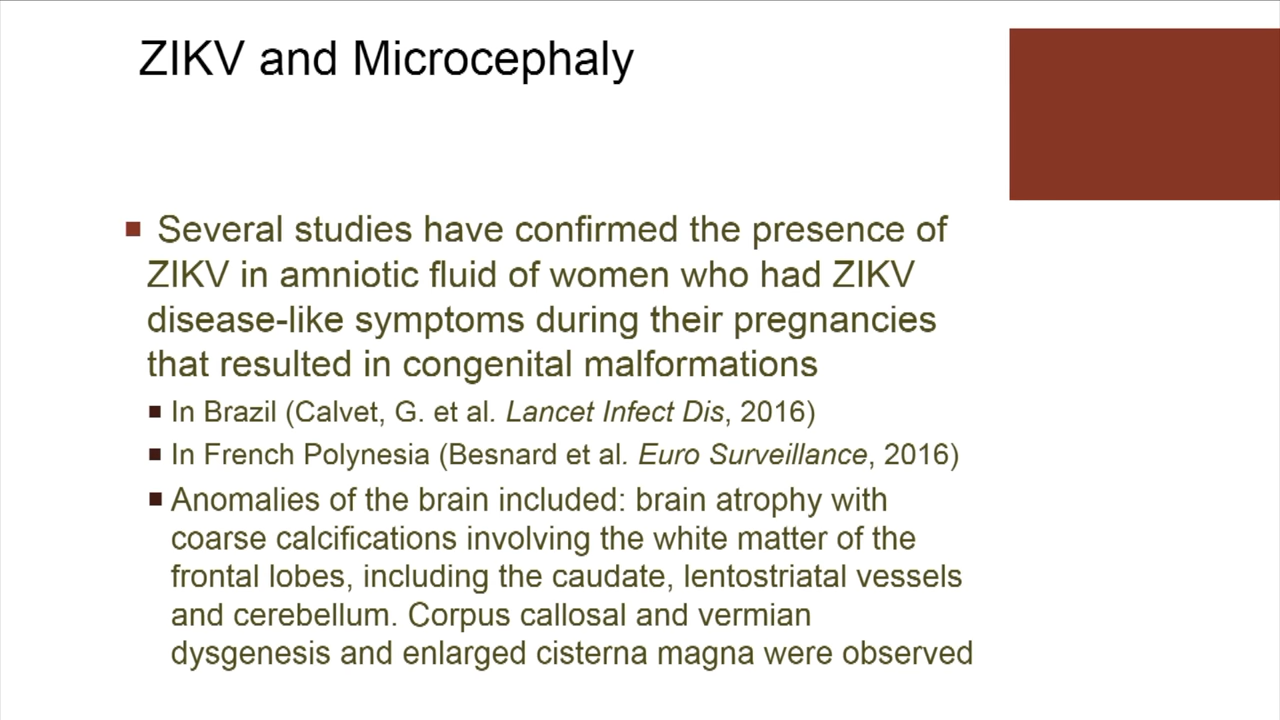 ZIKV and Microcephaly
Several studies have confirmed the presence of
ZIKV in amniotic fluid of women who had ZIKV
disease-like symptoms during their pregnancies
that resulted in congenital malformations
In Brazil (Calvet, G. et al. Lancet Infect Dis, 2016)
In French Polynesia (Besnard et al. Euro Surveillance, 2016)
Anomalies of the brain included: brain atrophy with
coarse calcifications involving the white matter of the
frontal lobes, including the caudate, lentostriatal vessels
and cerebellum. Corpus callosal and vermian
dysgenesis and enlarged cisterna magna were observed